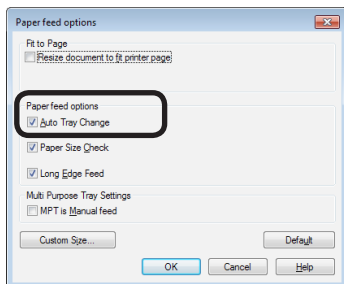 Paper feed options
Fit to Page
Resize document to fit printer page
Paper feed options
Auto Tray Change
Paper Size Check
Long Edge Feed
Multi Purpose Tray Settings
MPT is Manual feed
Custom Size... Default
OK Cancel Help